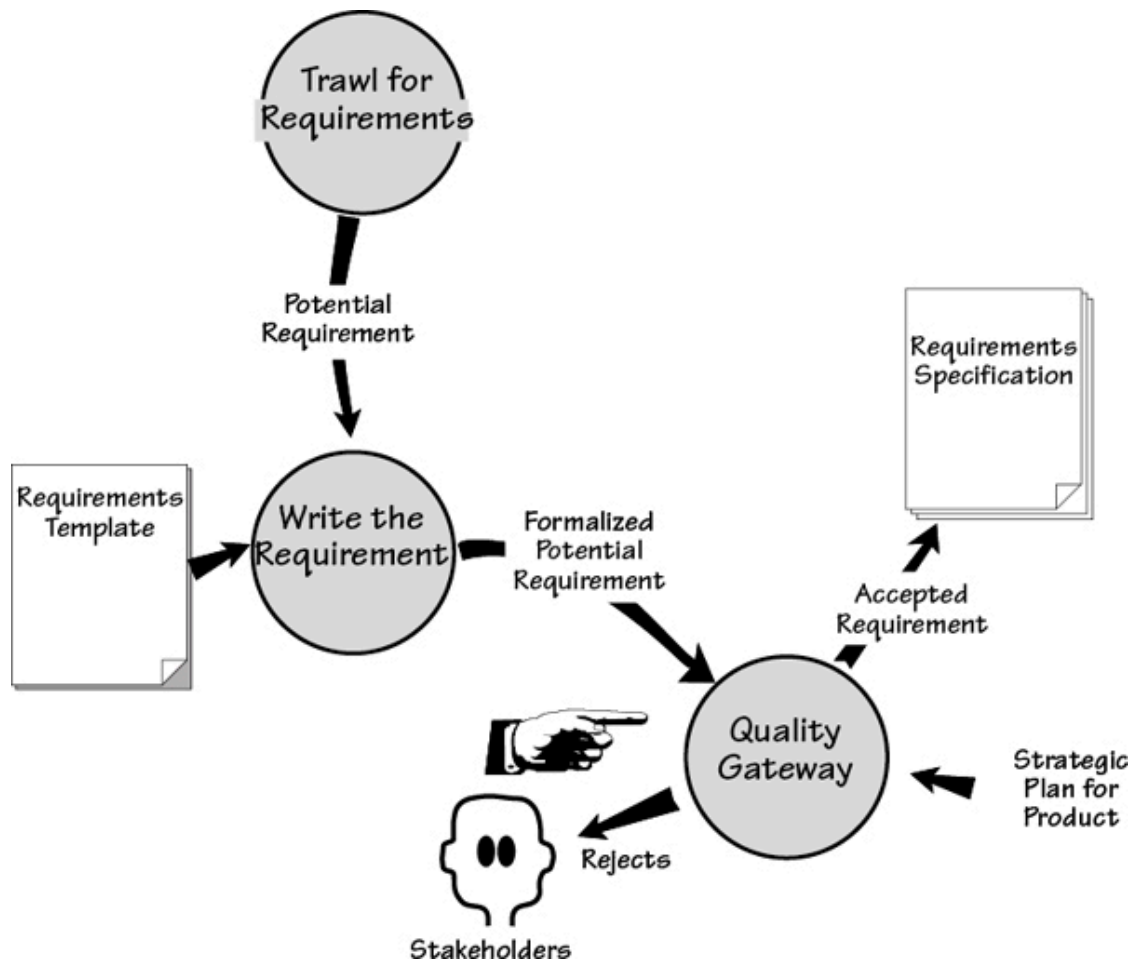 Trawl for
Requirements
Potential
Requirement
Requirements
Specification
Requirements
Template
Write the
Requirement
Formalized
Potential
Requirement
Accepted
Requirement
Quality
Gateway
Strategic
Plan for
Product
Rejects
Stakeholders